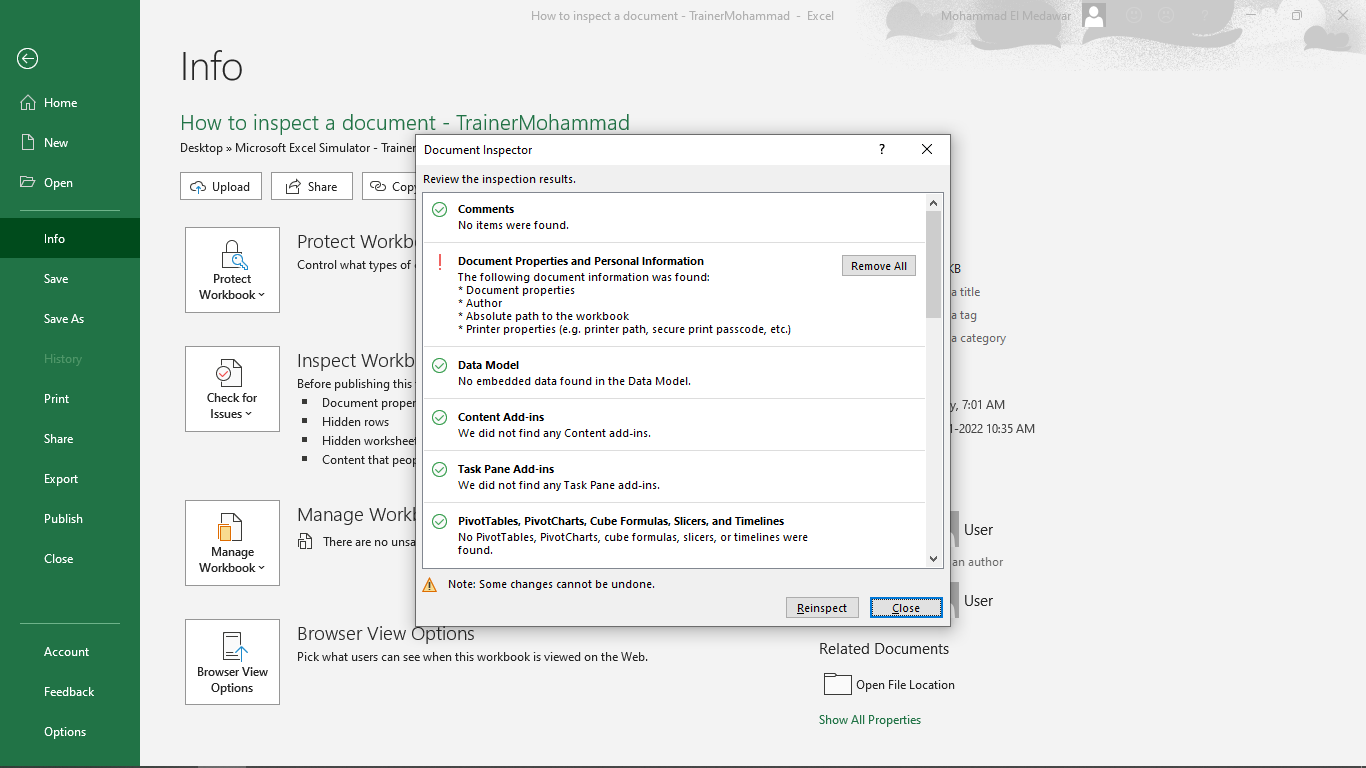 How to inspect a document - TrainerMohammad - Excel
Mohammad El Medawar
Home
New
Open
Info
Save
Save As
History
Print
Share
Export
Publish
Close
Account
Feedback
Options
Info
How to inspect a document - TrainerMohammad
Desktop » Microsoft Excel Simulator - Trainer
Upload
Share
Copy
Protect
Workbook
Protect Workbo
Control what types of
Check for
Issues
Inspect Workb
Before publishing this
Document proper
Hidden rows
Hidden worksheet
Content that peop
Manage
Workbook
Manage Workb
There are no unsa
Browser View
Options
Browser View Options
Pick what users can see when this workbook is viewed on the Web.
Document Inspector
?
Review the inspection results.
Comments
No items were found.
! Document Properties and Personal Information
Remove All
The following document information was found:
* Document properties
* Author
* Absolute path to the workbook
* Printer properties (e.g. printer path, secure print passcode, etc.)
Data Model
No embedded data found in the Data Model.
Content Add-ins
We did not find any Content add-ins.
Task Pane Add-ins
We did not find any Task Pane add-ins.
PivotTables, PivotCharts, Cube Formulas, Slicers, and Timelines
No PivotTables, PivotCharts, cube formulas, slicers, or timelines were
found.
Note: Some changes cannot be undone.
Reinspect
Close
KB
a title
a tag
a category
y, 7:01 AM
1-2022 10:35 AM
User
an author
User
Related Documents
Open File Location
Show All Properties